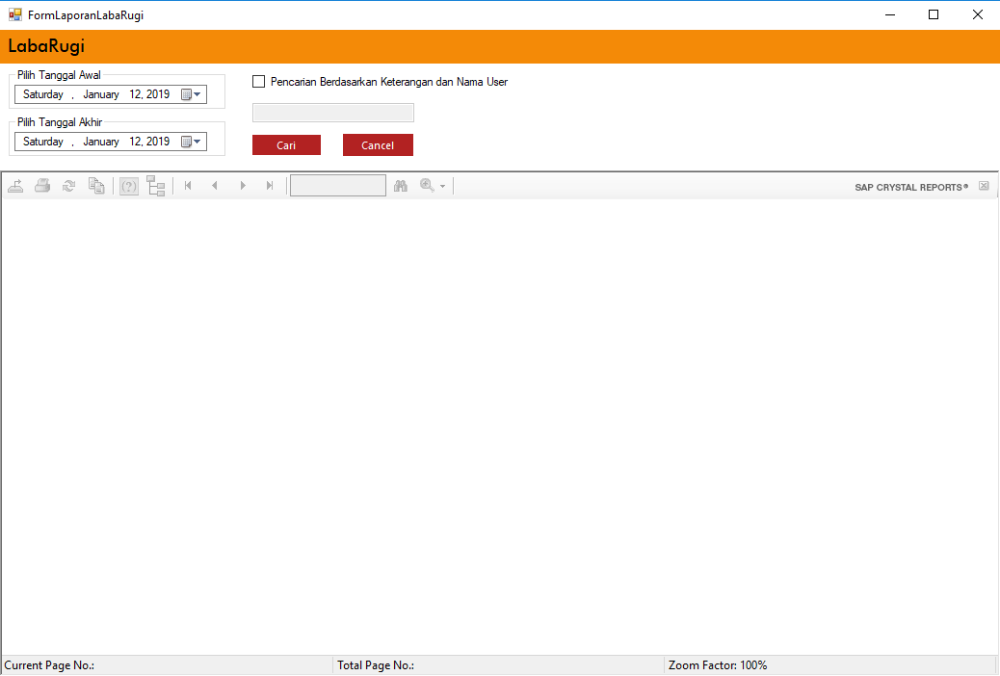 FormLaporanLabaRugi
LabaRugi
Pilih Tanggal Awal
Saturday , January 12, 2019
Pencarian Berdasarkan Keterangan dan Nama User
Pilih Tanggal Akhir
Saturday , January 12, 2019
Cari Cancel
(?)
SAP CRYSTAL REPORTS®
Current Page No.: Total Page No.: Zoom Factor: 100%